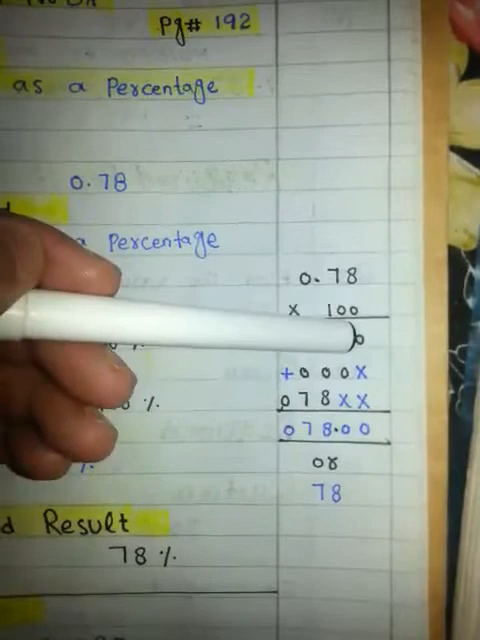 Pg# 192
as a Percentage
0.78
Percentage
0.78
x 100
+000x
078xx
078.00
or
78
Result
78 %